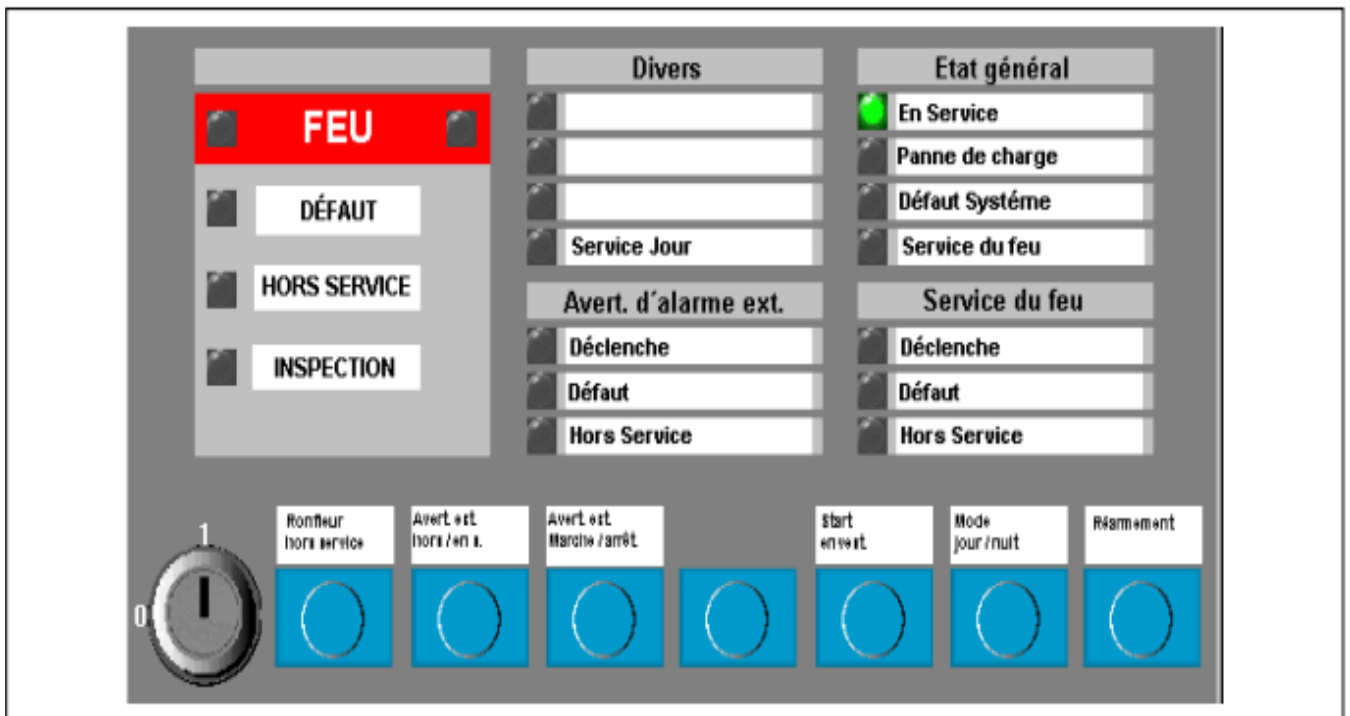 FEU
DÉFAUT
HORS SERVICE
INSPECTION
Divers
Service Jour
Avert. d´alarme ext.
Déclenche
Défaut
Hors Service
Etat général
En Service
Panne de charge
Défaut Systéme
Service du feu
Service du feu
Déclenche
Défaut
Hors Service
0
1
Ronfleur
hors service
Avert. ext.
hors / en s.
Avert. ext.
Marche / arrêt
Start
Mode
jour / nuit
Réarmement